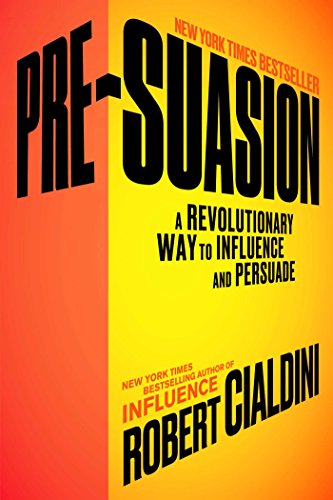 NEW YORK TIMES BESTSELLER
PRE-SUASION
A REVOLUTIONARY
WAY TO INFLUENCE
AND PERSUADE
NEW YORK TIMES
BESTSELLING AUTHOR OF
INFLUENCE
ROBERT CIALDINI